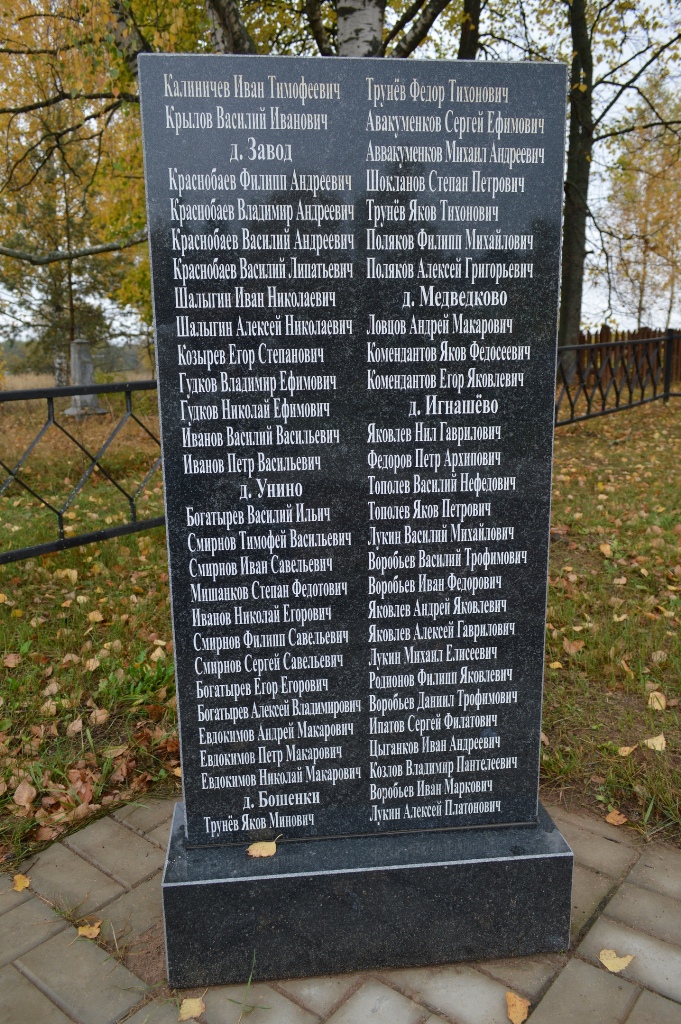 Калиничев Иван Тимофеевич
Крылов Василий Иванович
д. Завод
Краснобаев Филипп Андреевич
Краснобаев Владимир Андреевич
Краснобаев Василий Андреевич
Краснобаев Василий Липатьевич
Шалыгин Иван Николаевич
Шалыгин Алексей Николаевич
Козырев Егор Степанович
Гудков Владимир Ефимович
Гудков Николай Ефимович
Иванов Василий Васильевич
Иванов Петр Васильевич
д. Унино
Богатырев Василий Ильич
Смирнов Тимофей Васильевич
Смирнов Иван Савельевич
Мишанков Степан Федотович
Иванов Николай Егорович
Смирнов Филипп Савельевич
Смирнов Сергей Савельевич
Богатырев Егор Егорович
Богатырев Алексей Владимирович
Евдокимов Андрей Макарович
Евдокимов Петр Макарович
Евдокимов Николай Макарович
д. Бошенки
Трунёв Яков Минович
Трунёв Федор Тихонович
Авакуменков Сергей Ефимович
Аввакуменков Михаил Андреевич
Шокланов Степан Петрович
Трунёв Яков Тихонович
Поляков Филипп Михайлович
Поляков Алексей Григорьевич
д. Медведково
Ловцов Андрей Макарович
Комендантов Яков Федосеевич
Комендантов Егор Яковлевич
д. Игнашёво
Яковлев Нил Гаврилович
Федоров Петр Архипович
Тополев Василий Нефедович
Тополев Яков Петрович
Лукин Василий Михайлович
Воробьев Василий Трофимович
Воробьев Иван Федорович
Яковлев Андрей Яковлевич
Яковлев Алексей Гаврилович
Лукин Михаил Елисеевич
Родионов Филипп Яковлевич
Воробьев Даниил Трофимович
Ипатов Сергей Филатович
Цыганков Иван Андреевич
Козлов Владимир Пантелеевич
Воробьев Иван Маркович
Лукин Алексей Платонович